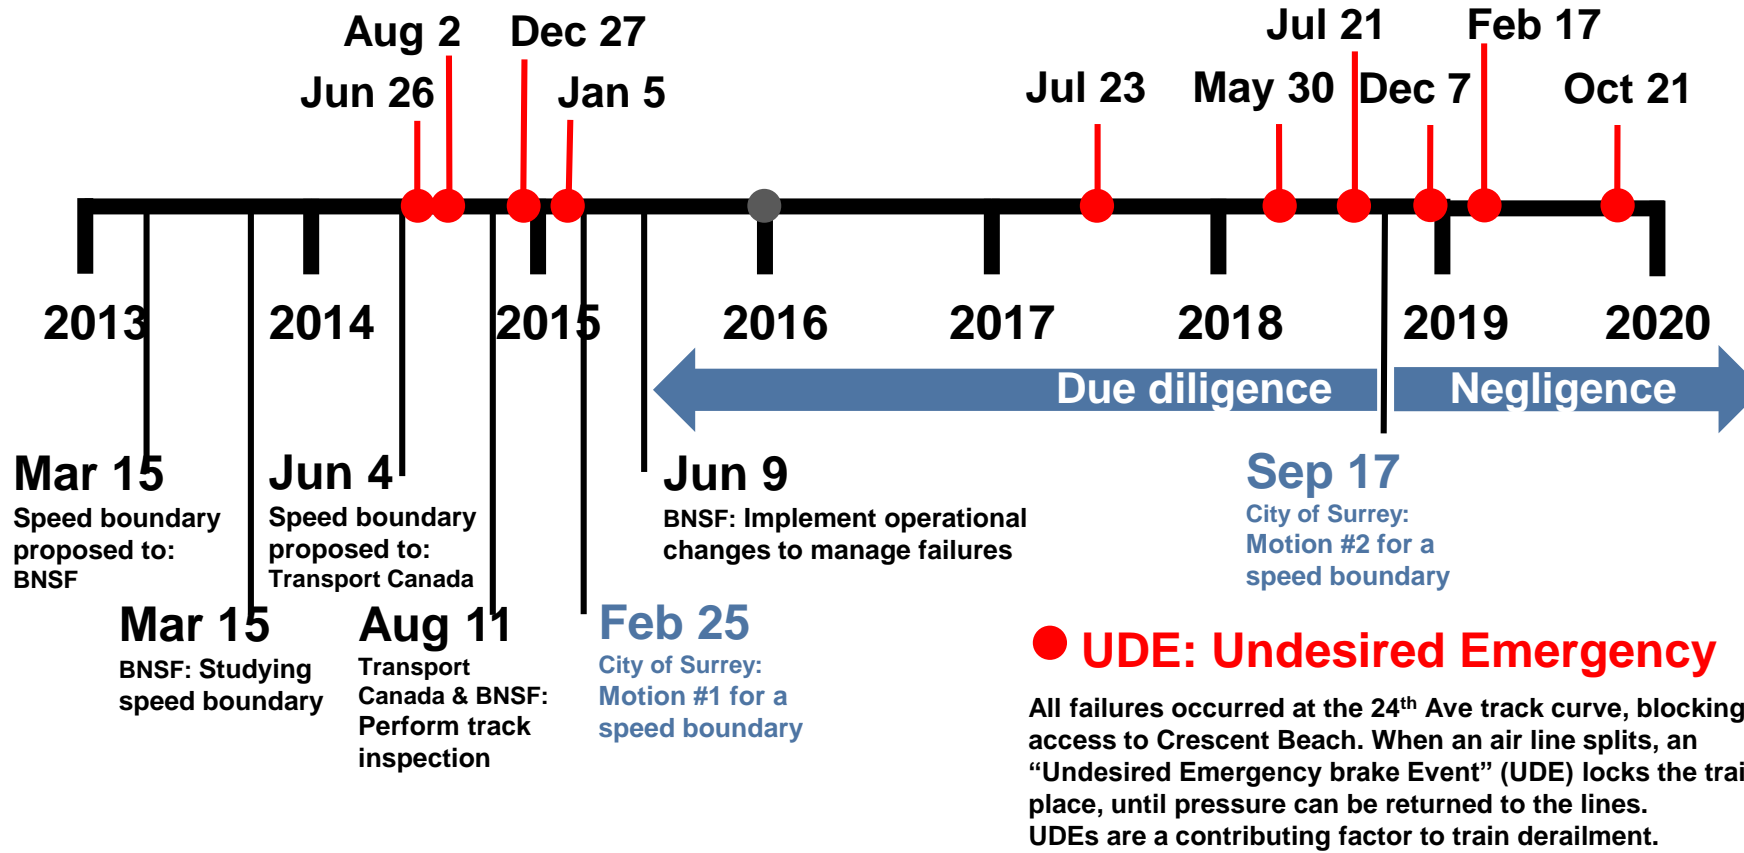 Aug 2
Dec 27
Jul 21
Feb 17
Jun 26
Jan 5
Jul 23
May 30
Dec 7
Oct 21
2013
2014
2015
2016
2017
2018
2019
2020
Due diligence
Negligence
Mar 15
Speed boundary
proposed to:
BNSF
Jun 4
Speed boundary
proposed to:
Transport Canada
Jun 9
BNSF: Implement operational
changes to manage failures
Sep 17
City of Surrey:
Motion #2 for a
speed boundary
Mar 15
BNSF: Studying
speed boundary
Aug 11
Transport
Canada & BNSF:
Perform track
inspection
Feb 25
City of Surrey:
Motion #1 for a
speed boundary
UDE: Undesired Emergency
All failures occurred at the 24th Ave track curve, blocking
access to Crescent Beach. When an air line splits, an
“Undesired Emergency brake Event” (UDE) locks the trai
place, until pressure can be returned to the lines.
UDEs are a contributing factor to train derailment.